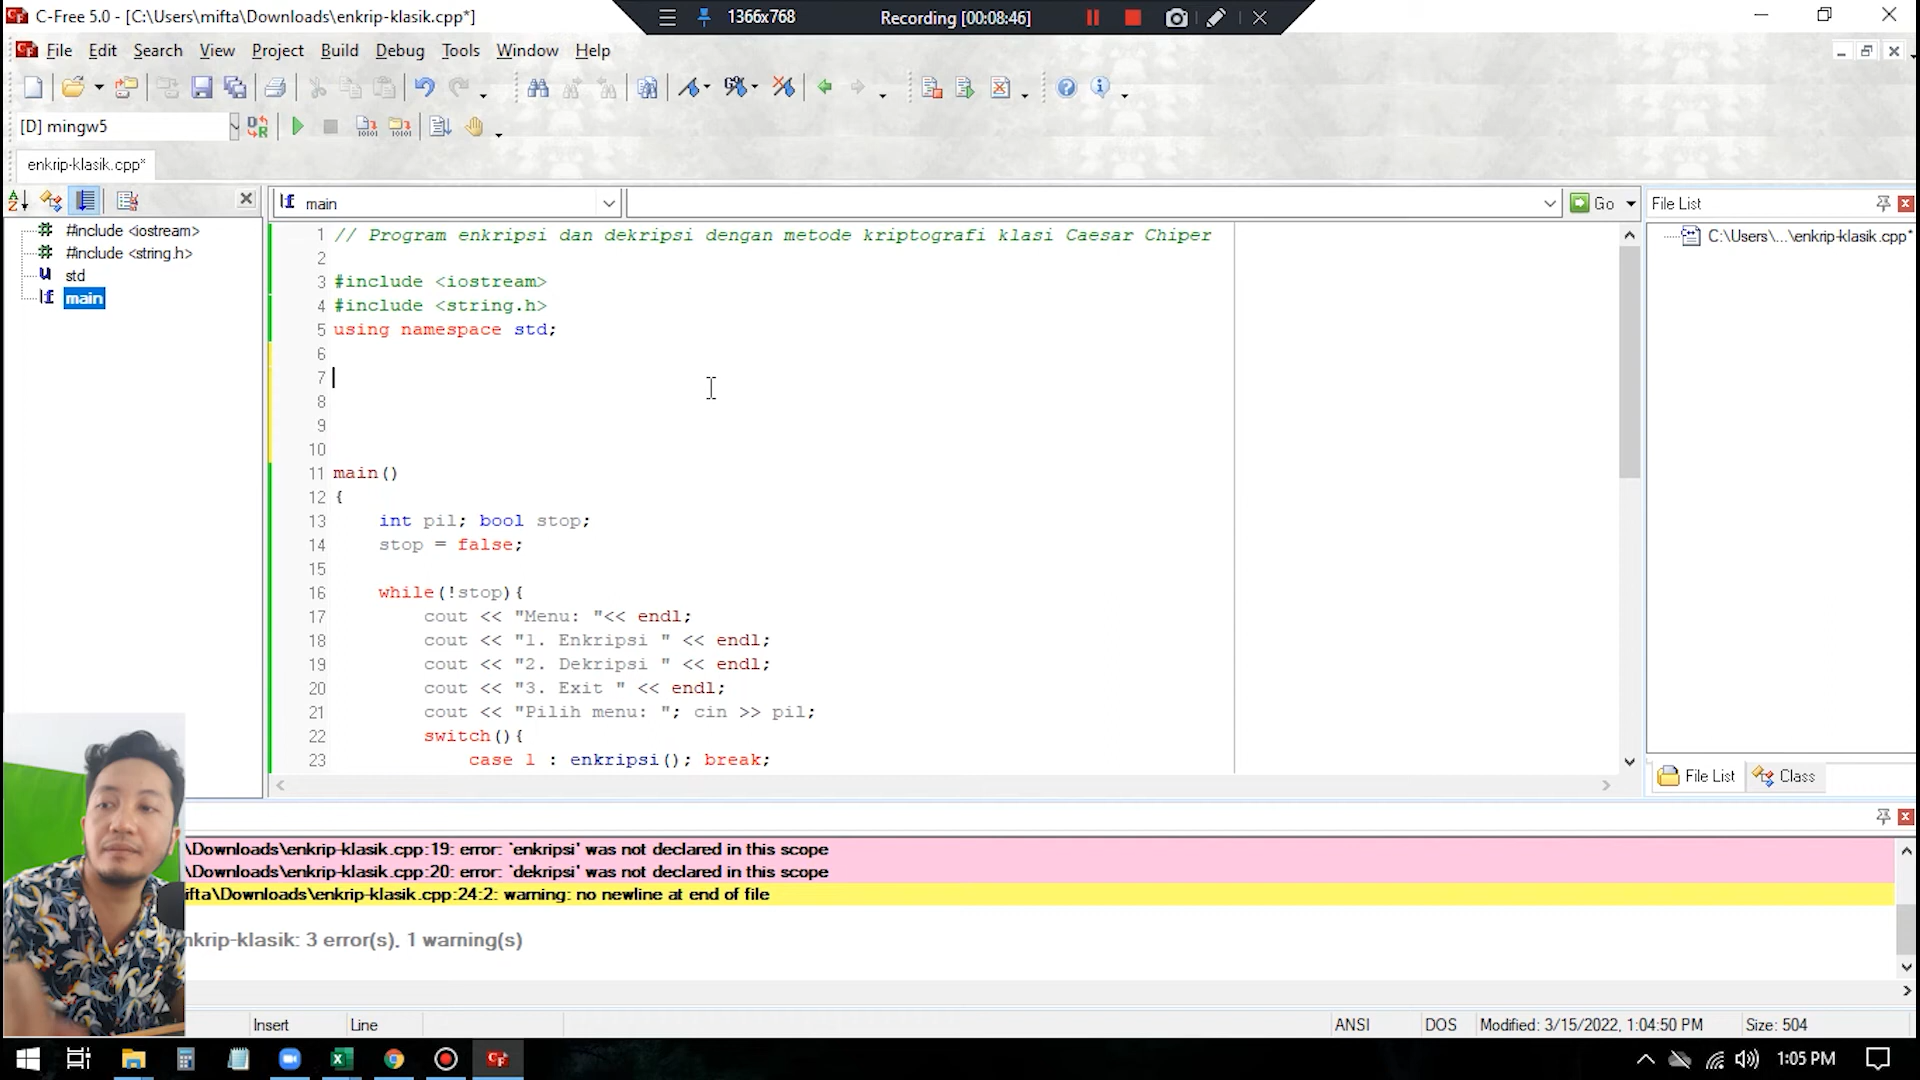 C-Free 5.0 - [C:\Users\mifta\Downloads\enkrip-klasik.cpp*]
1366x768
Recording [00:08:46]
File Edit Search View Project Build Debug Tools Window Help
[D] mingw5
enkrip-klasik.cpp*
main
Go
File List
#include <iostream>
#include <string.h>
std
main
C:\Users\...\enkrip-klasik.cpp*
1 // Program enkripsi dan dekripsi dengan metode kriptografi klasi Caesar Chiper
2
3 #include <iostream>
4 #include <string.h>
5 using namespace std;
6
7
8
9
10
11 main()
12 {
13 int pil; bool stop;
14 stop = false;
15
16 while(!stop){
17 cout << "Menu: "<< endl;
18 cout << "1. Enkripsi " << endl;
19 cout << "2. Dekripsi " << endl;
20 cout << "3. Exit " << endl;
21 cout << "Pilih menu: "; cin >> pil;
22 switch(){
23 case 1 : enkripsi(); break;
File List
Class
\Downloads\enkrip-klasik.cpp:19: error: `enkripsi' was not declared in this scope
\Downloads\enkrip-klasik.cpp:20: error: `dekripsi' was not declared in this scope
ifta\Downloads\enkrip-klasik.cpp:24:2: warning: no newline at end of file
nkrip-klasik: 3 error(s), 1 warning(s)
Insert
Line
ANSI
DOS
Modified: 3/15/2022, 1:04:50 PM
Size: 504
1:05 PM